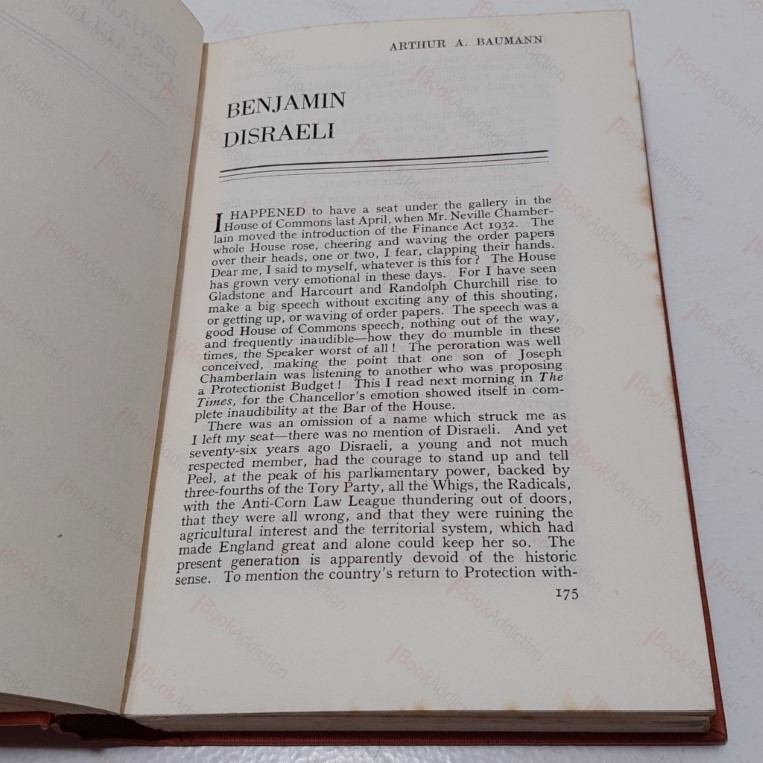 ARTHUR A. BAUMANN
BENJAMIN
DISRAELI
I HAPPENED to have a seat under the gallery in the
House of Commons last April, when Mr. Neville Chamber-
lain moved the introduction of the Finance Act 1932. The
whole House rose, cheering and waving the order papers
over their heads, one or two, I fear, clapping their hands.
Dear me, I said to myself, whatever is this for? The House
has grown very emotional in these days. For I have seen
Gladstone and Harcourt and Randolph Churchill rise to
make a big speech without exciting any of this shouting,
or getting up, or waving of order papers. The speech was a
good House of Commons speech, nothing out of the way,
and frequently inaudible—how they do mumble in these
times, the Speaker worst of all! The peroration was well
conceived, making the point that one son of Joseph
Chamberlain was listening to another who was proposing
a Protectionist Budget! This I read next morning in The
Times, for the Chancellor's emotion showed itself in com-
plete inaudibility at the Bar of the House.
There was an omission of a name which struck me as
I left my seat—there was no mention of Disraeli. And yet
seventy-six years ago Disraeli, a young and not much
respected member, had the courage to stand up and tell
Peel, at the peak of his parliamentary power, backed by
three-fourths of the Tory Party, all the Whigs, the Radicals,
with the Anti-Corn Law League thundering out of doors,
that they were all wrong, and that they were ruining the
agricultural interest and the territorial system, which had
made England great and alone could keep her so. The
present generation is apparently devoid of the historic
sense. To mention the country's return to Protection with-
175
BookAddiction